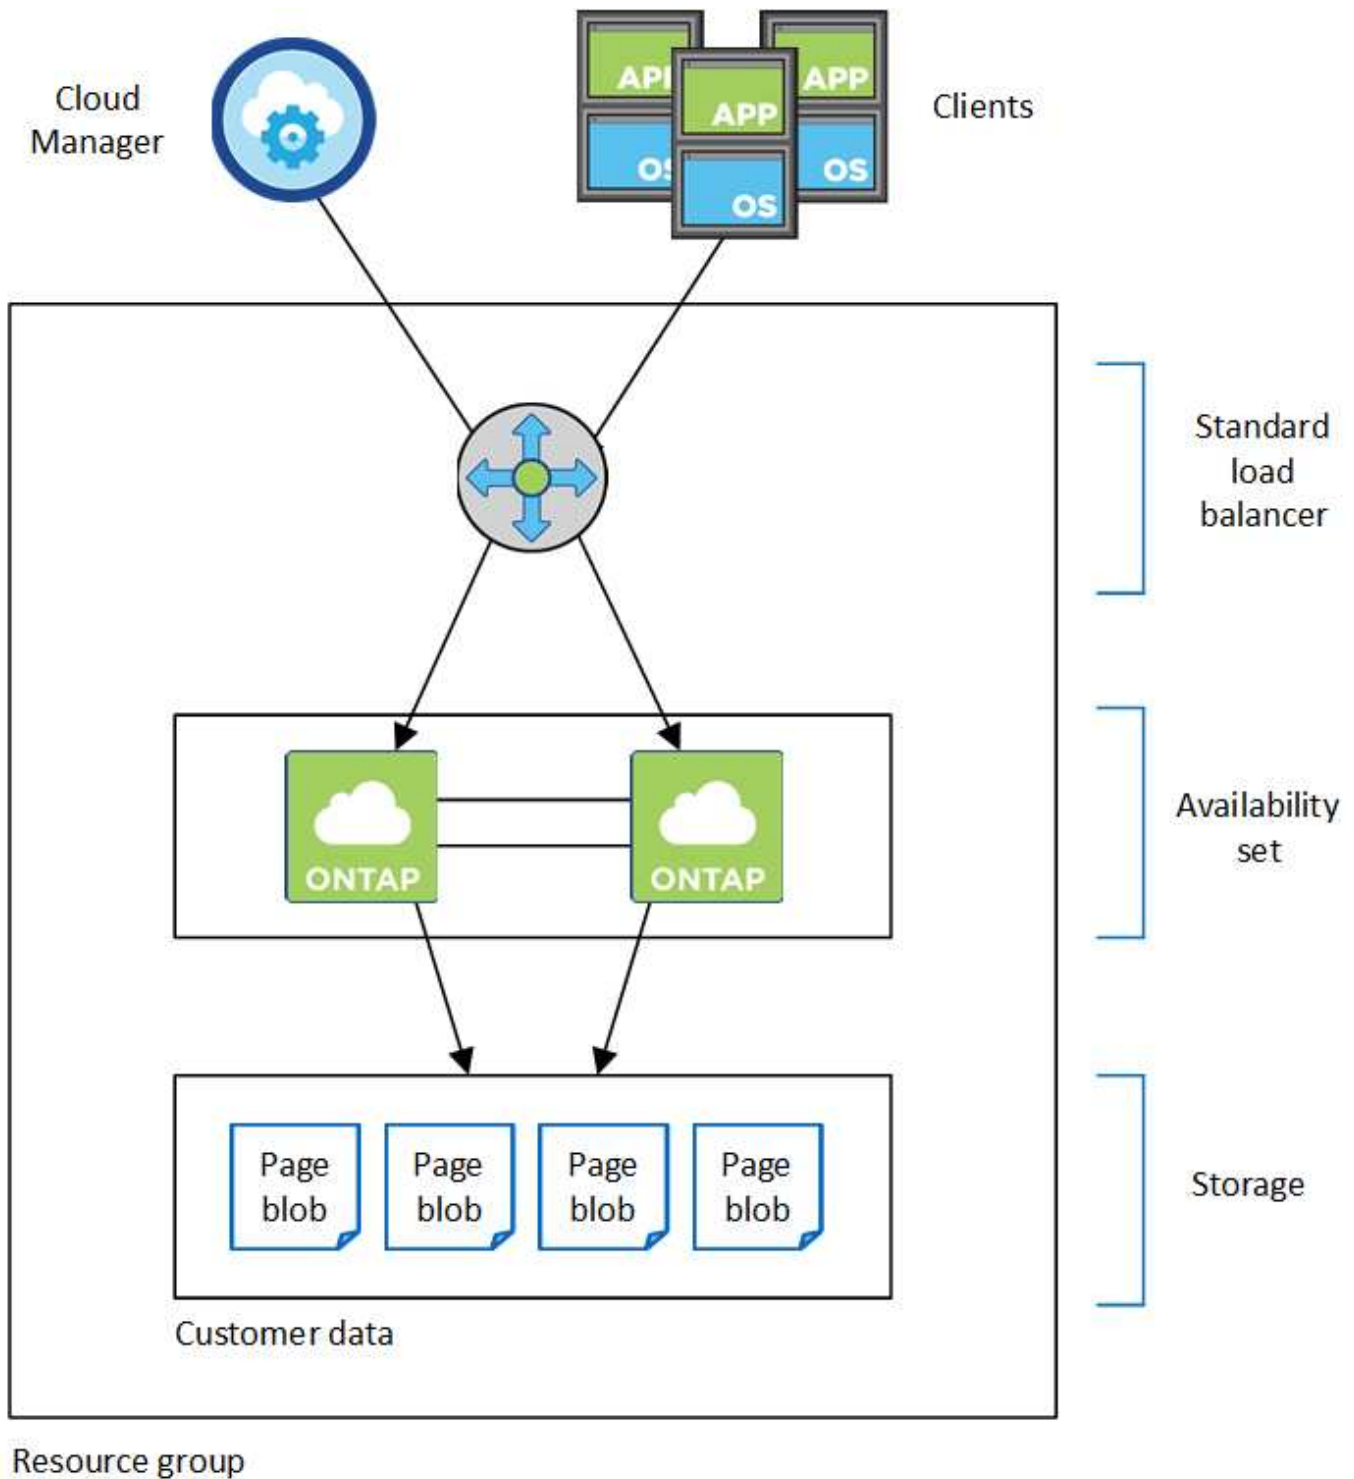 Cloud
Manager
APP
OS
APP
OS
APP
OS
Clients
Standard
load
balancer
ONTAP
ONTAP
Availability
set
Page
blob
Page
blob
Page
blob
Page
blob
Storage
Customer data
Resource group